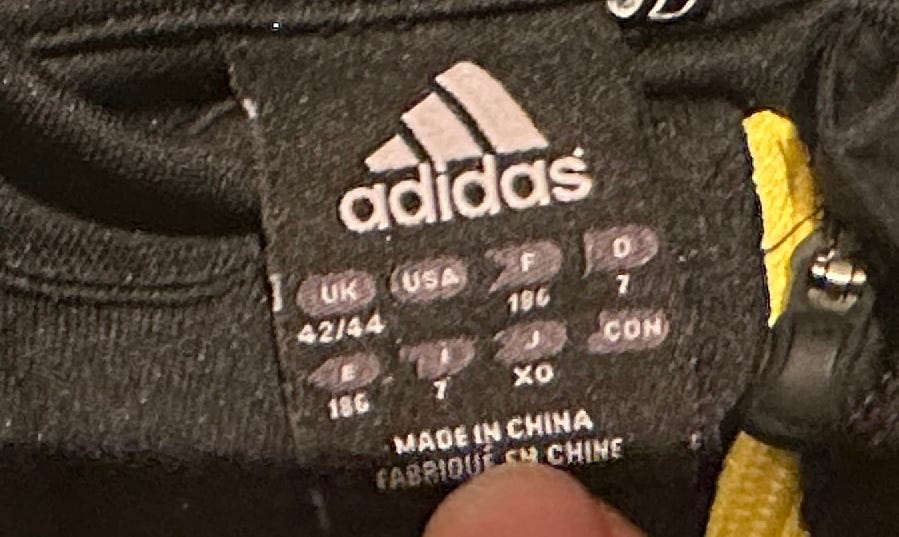 adidas
UK USA F D
42/44 186 7
E I J CON
186 7 XO
MADE IN CHINA
FABRIQUÉ EN CHINE